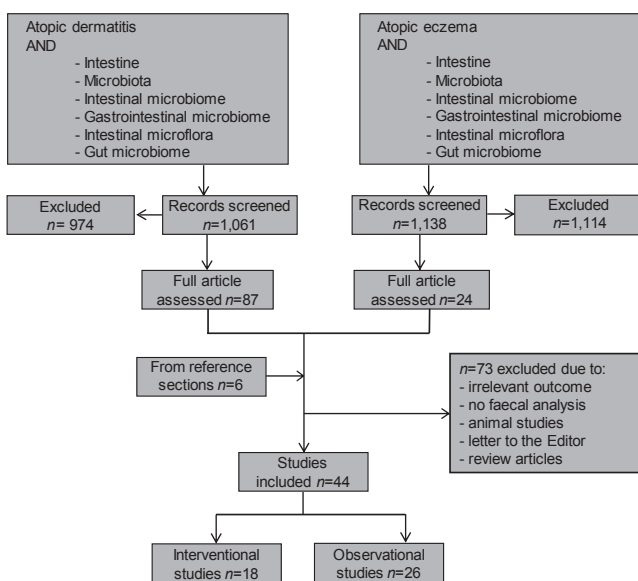 Atopic dermatitis
AND
- Intestine
- Microbiota
- Intestinal microbiome
- Gastrointestinal microbiome
- Intestinal microflora
- Gut microbiome
Atopic eczema
AND
- Intestine
- Microbiota
- Intestinal microbiome
- Gastrointestinal microbiome
- Intestinal microflora
- Gut microbiome
Excluded
n= 974
Records screened
n=1,061
Records screened
n=1,138
Excluded
n=1,114
Full article
assessed n=87
Full article
assessed n=24
From reference
sections n=6
n=73 excluded due to:
- irrelevant outcome
- no faecal analysis
- animal studies
- letter to the Editor
- review articles
Studies
included n=44
Interventional
studies n=18
Observational
studies n=26